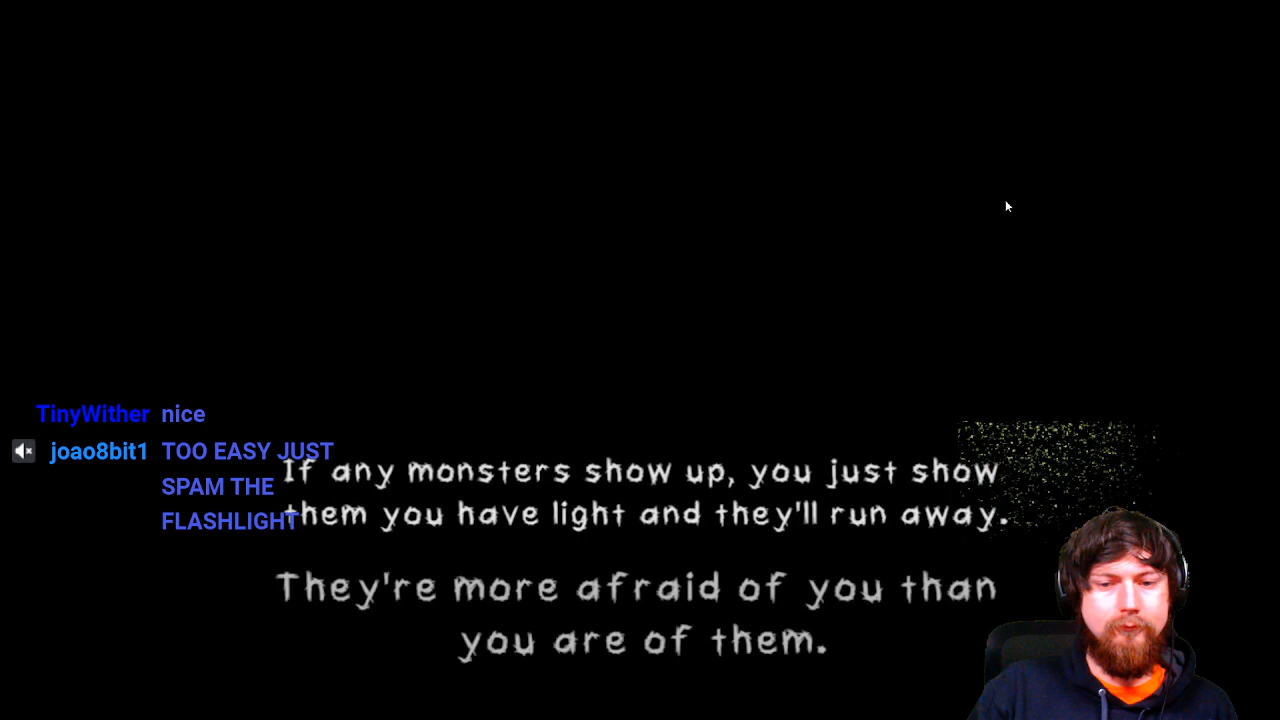 TinyWither nice
joao8bit1 TOO EASY JUST
SPAM THE
FLASHLIGHT
If any monsters show up, you just show
them you have light and they'll run away.
They're more afraid of you than
you are of them.